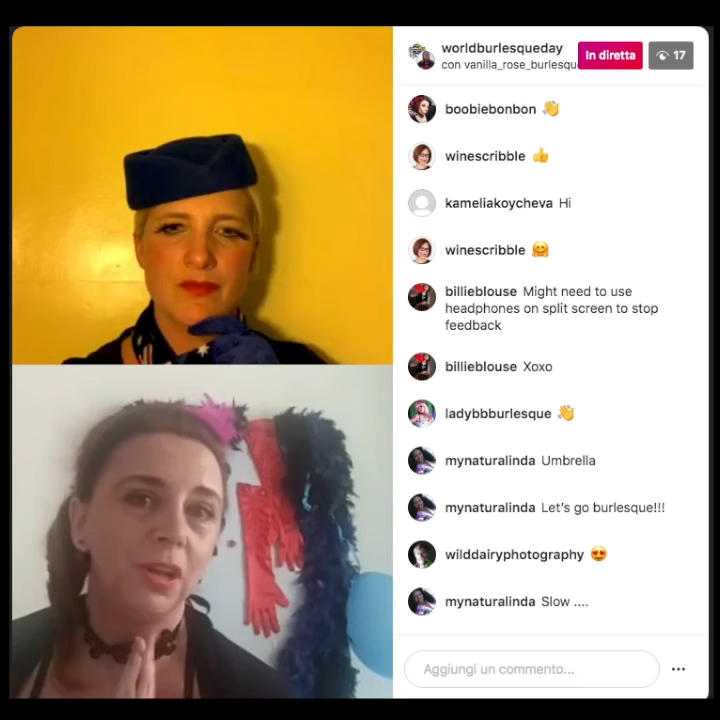 worldburlesqueday
con vanilla_rose_burlesqu
In diretta
17
boobiebonbon 👏
winescribble 👍
kameliakoycheva Hi
winescribble 🤗
billieblouse Might need to use
headphones on split screen to stop
feedback
billieblouse Xoxo
ladybbburlesque 👏
mynaturalinda Umbrella
mynaturalinda Let's go burlesque!!!
wilddairyphotography 😍
mynaturalinda Slow ....
Aggiungi un commento...